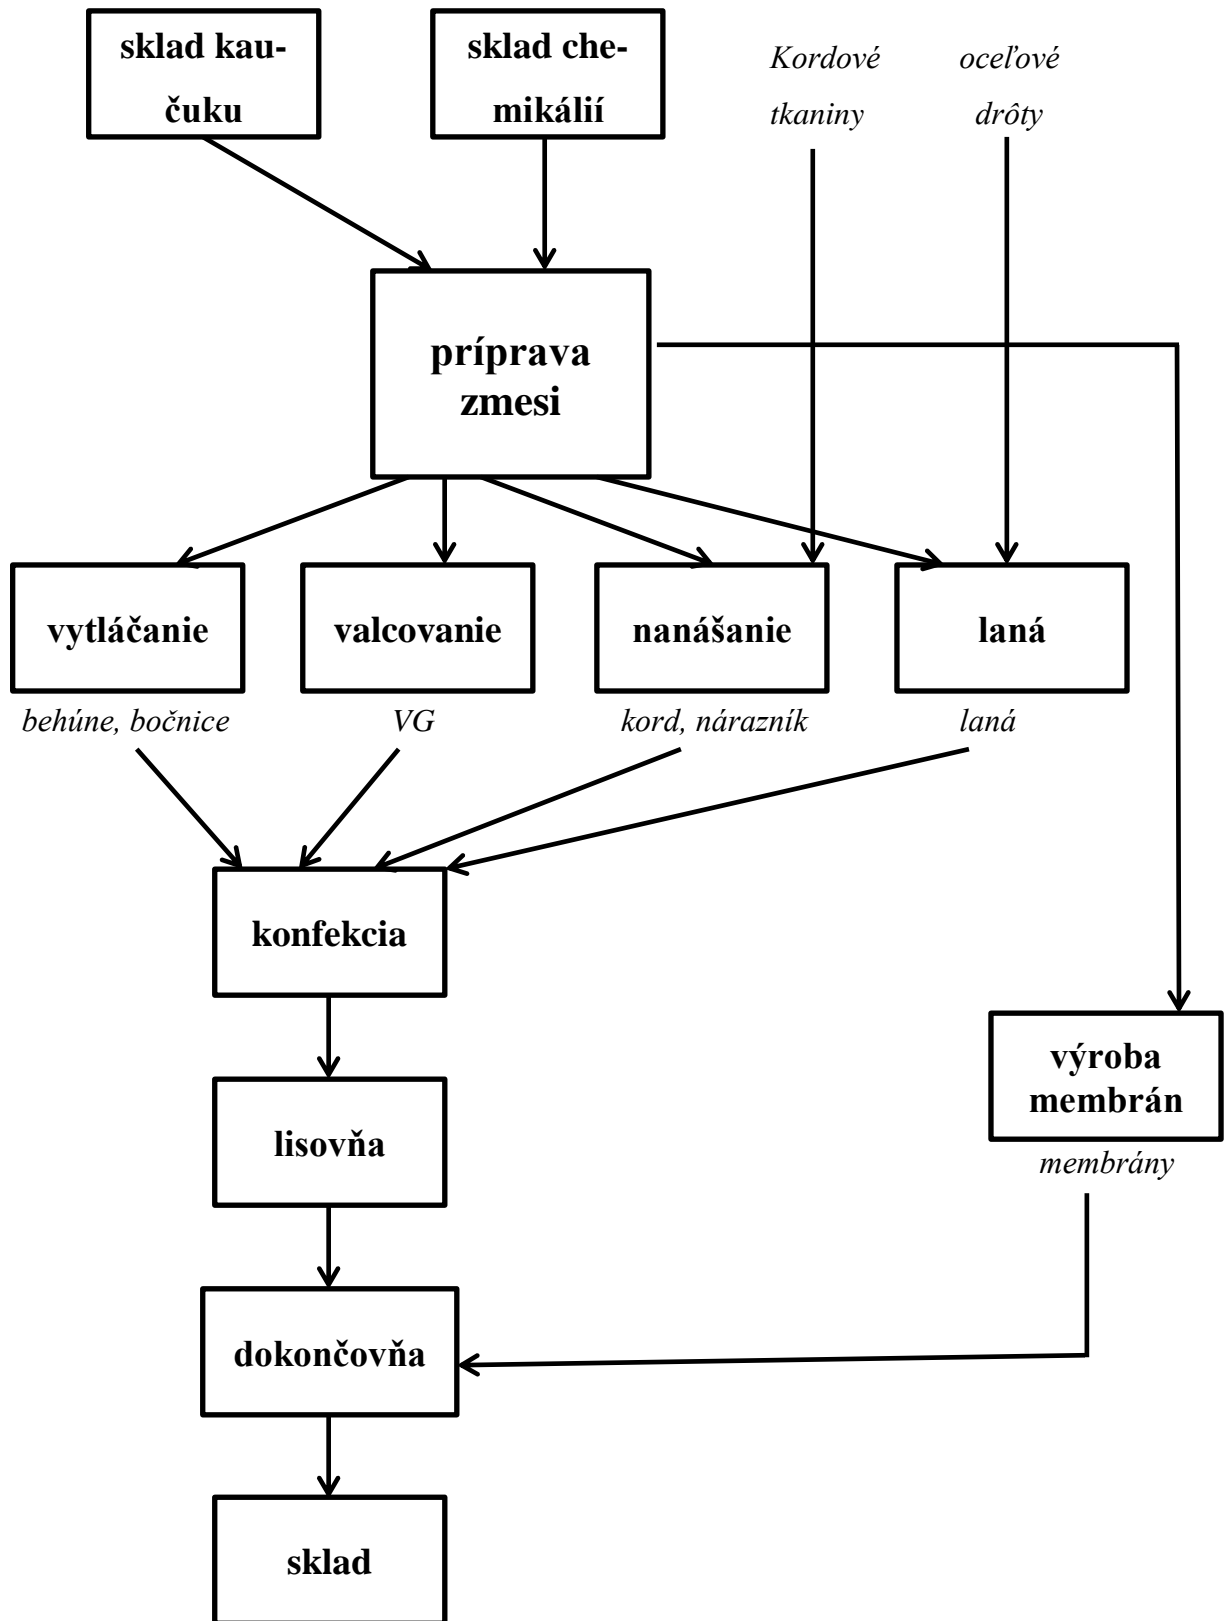 sklad kau-
čuku
sklad che-
mikálií
Kordové
tkaniny
oceľové
drôty
príprava
zmesi
vytláčanie
valcovanie
nanášanie
laná
behúne, bočnice
VG
kord, nárazník
laná
konfekcia
výroba
membrán
lisovňa
membrány
dokončovňa
sklad